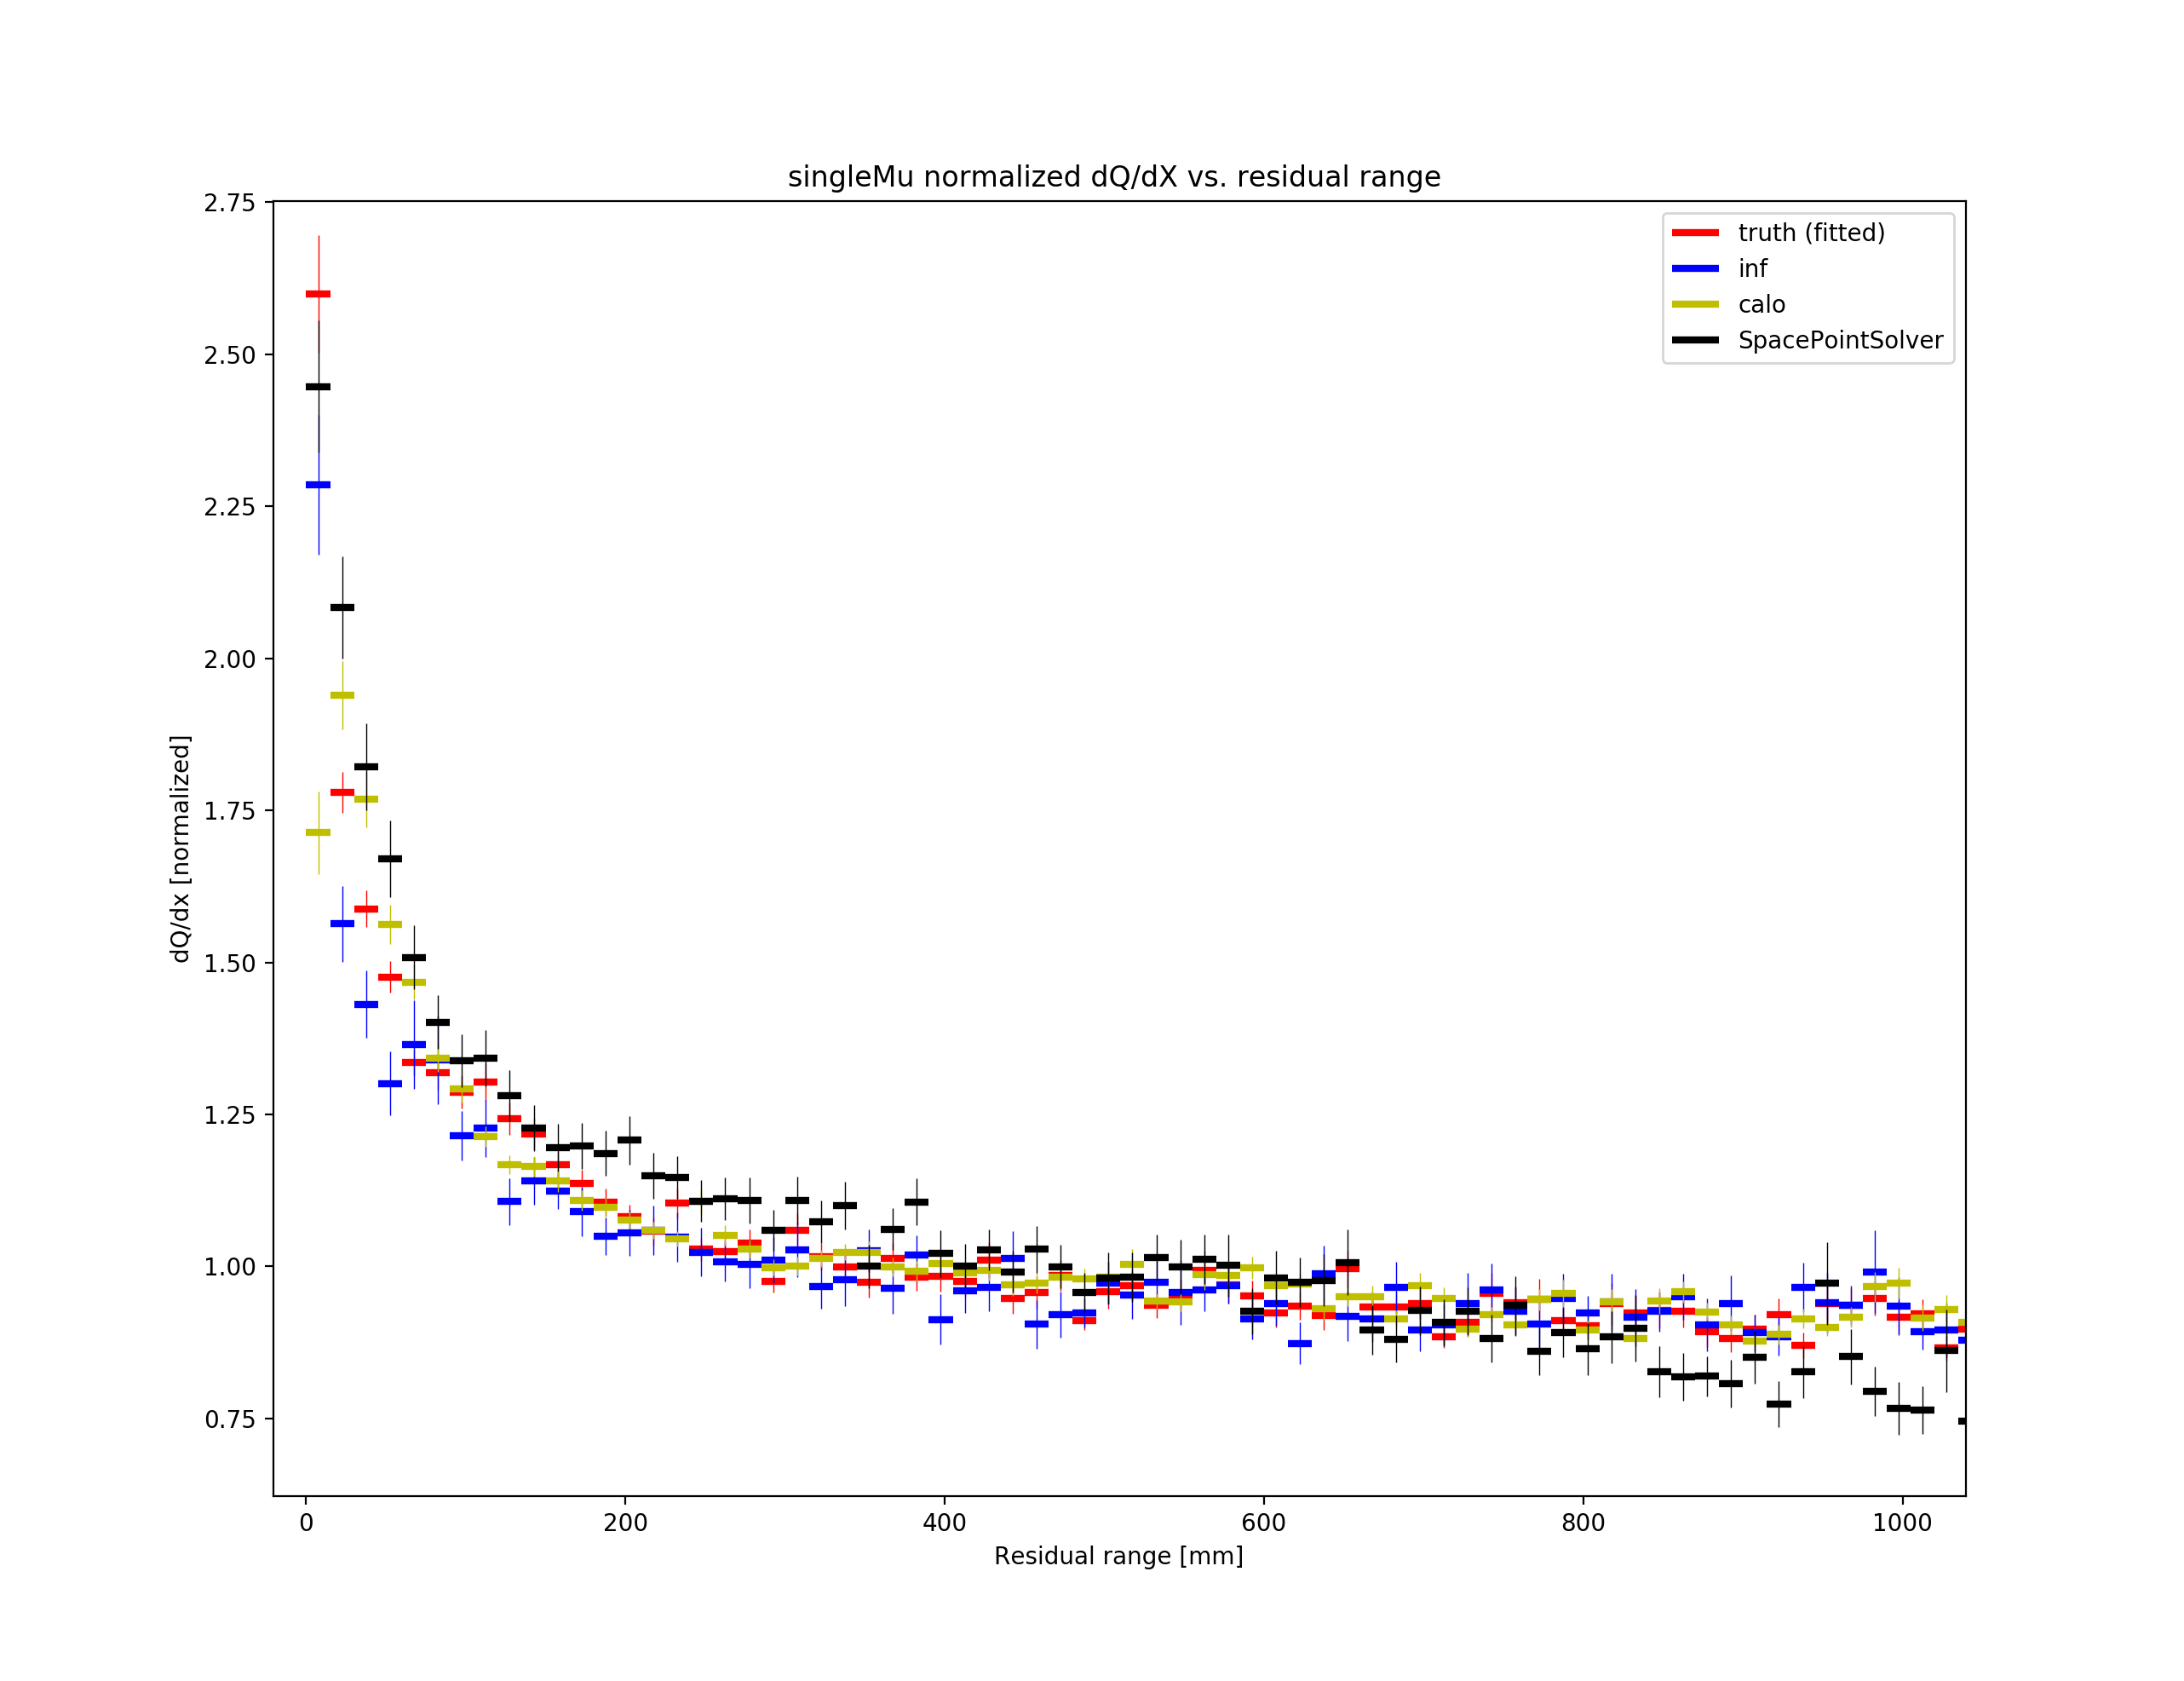 singleMu normalized dQ/dX vs. residual range
truth (fitted)
inf
calo
SpacePointSolver
dQ/dx [normalized]
2.75
2.50
2.25
2.00
1.75
1.50
1.25
1.00
0.75
0 200 400 600 800 1000
Residual range [mm]